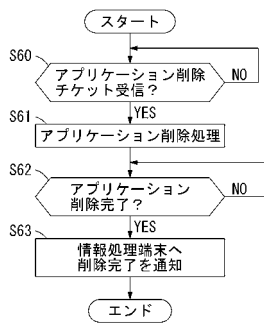 スタート
S60
アプリケーション削除
チケット受信？
NO
YES
S61
アプリケーション削除処理
S62
アプリケーション
削除完了？
NO
YES
S63
情報処理端末へ
削除完了を通知
エンド